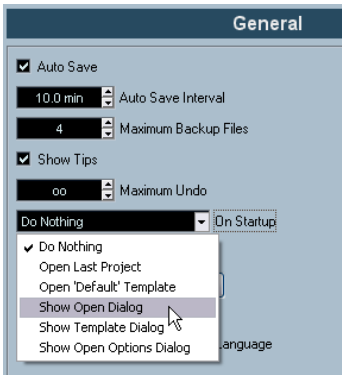 General
Auto Save
10.0 min Auto Save Interval
4 Maximum Backup Files
Show Tips
oo Maximum Undo
Do Nothing On Startup
Do Nothing
Open Last Project
Open 'Default' Template
Show Open Dialog
Show Template Dialog
Show Open Options Dialog anguage